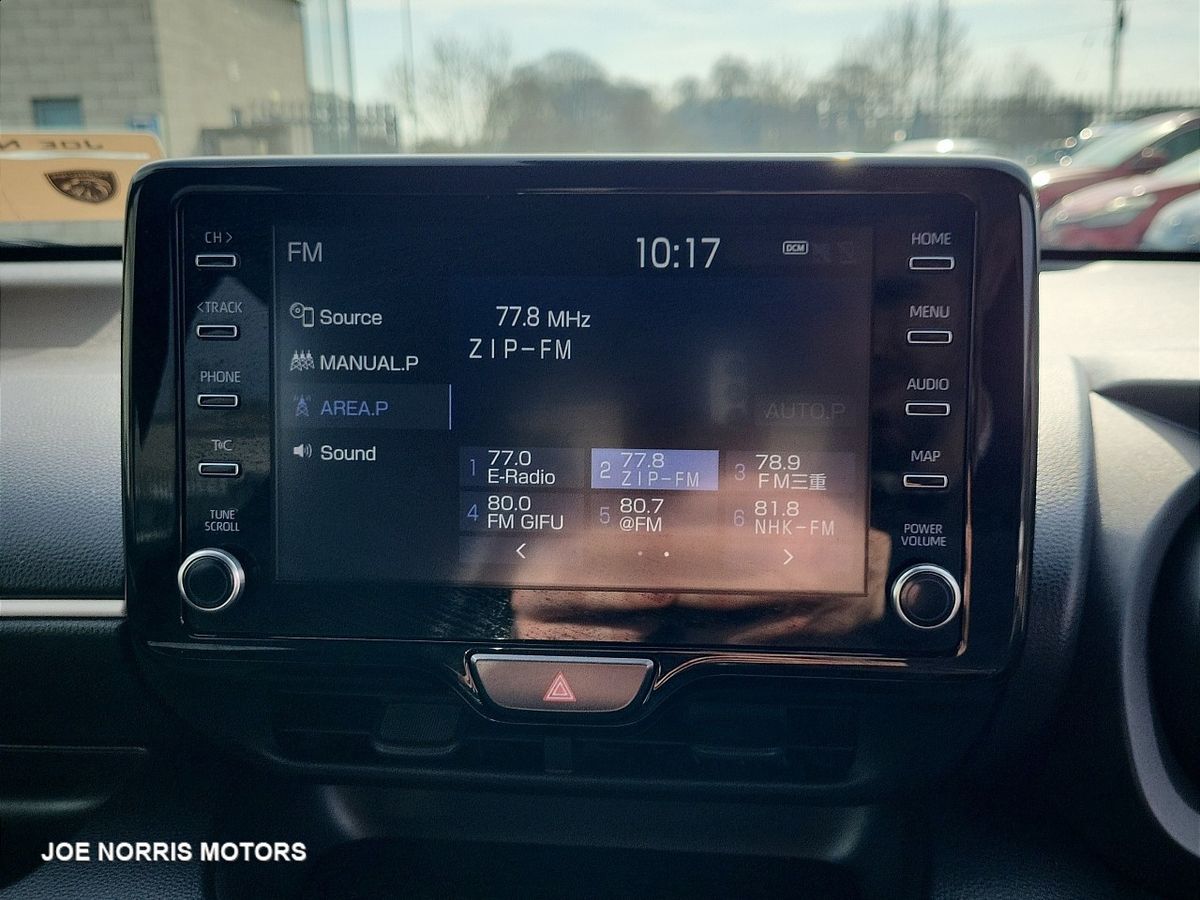 JOE N
CH>
<TRACK
PHONE
T@C
TUNE
SCROLL
FM
10:17
DCM
Source
MANUAL.P
AREA.P
Sound
77.8 MHz
ZIP-FM
AUTO.P
1 77.0
E-Radio
2 77.8
ZIP-FM
3 78.9
FM三重
4 80.0
FM GIFU
5 80.7
@FM
6 81.8
NHK-FM
< >
HOME
MENU
AUDIO
MAP
POWER
VOLUME
JOE NORRIS MOTORS